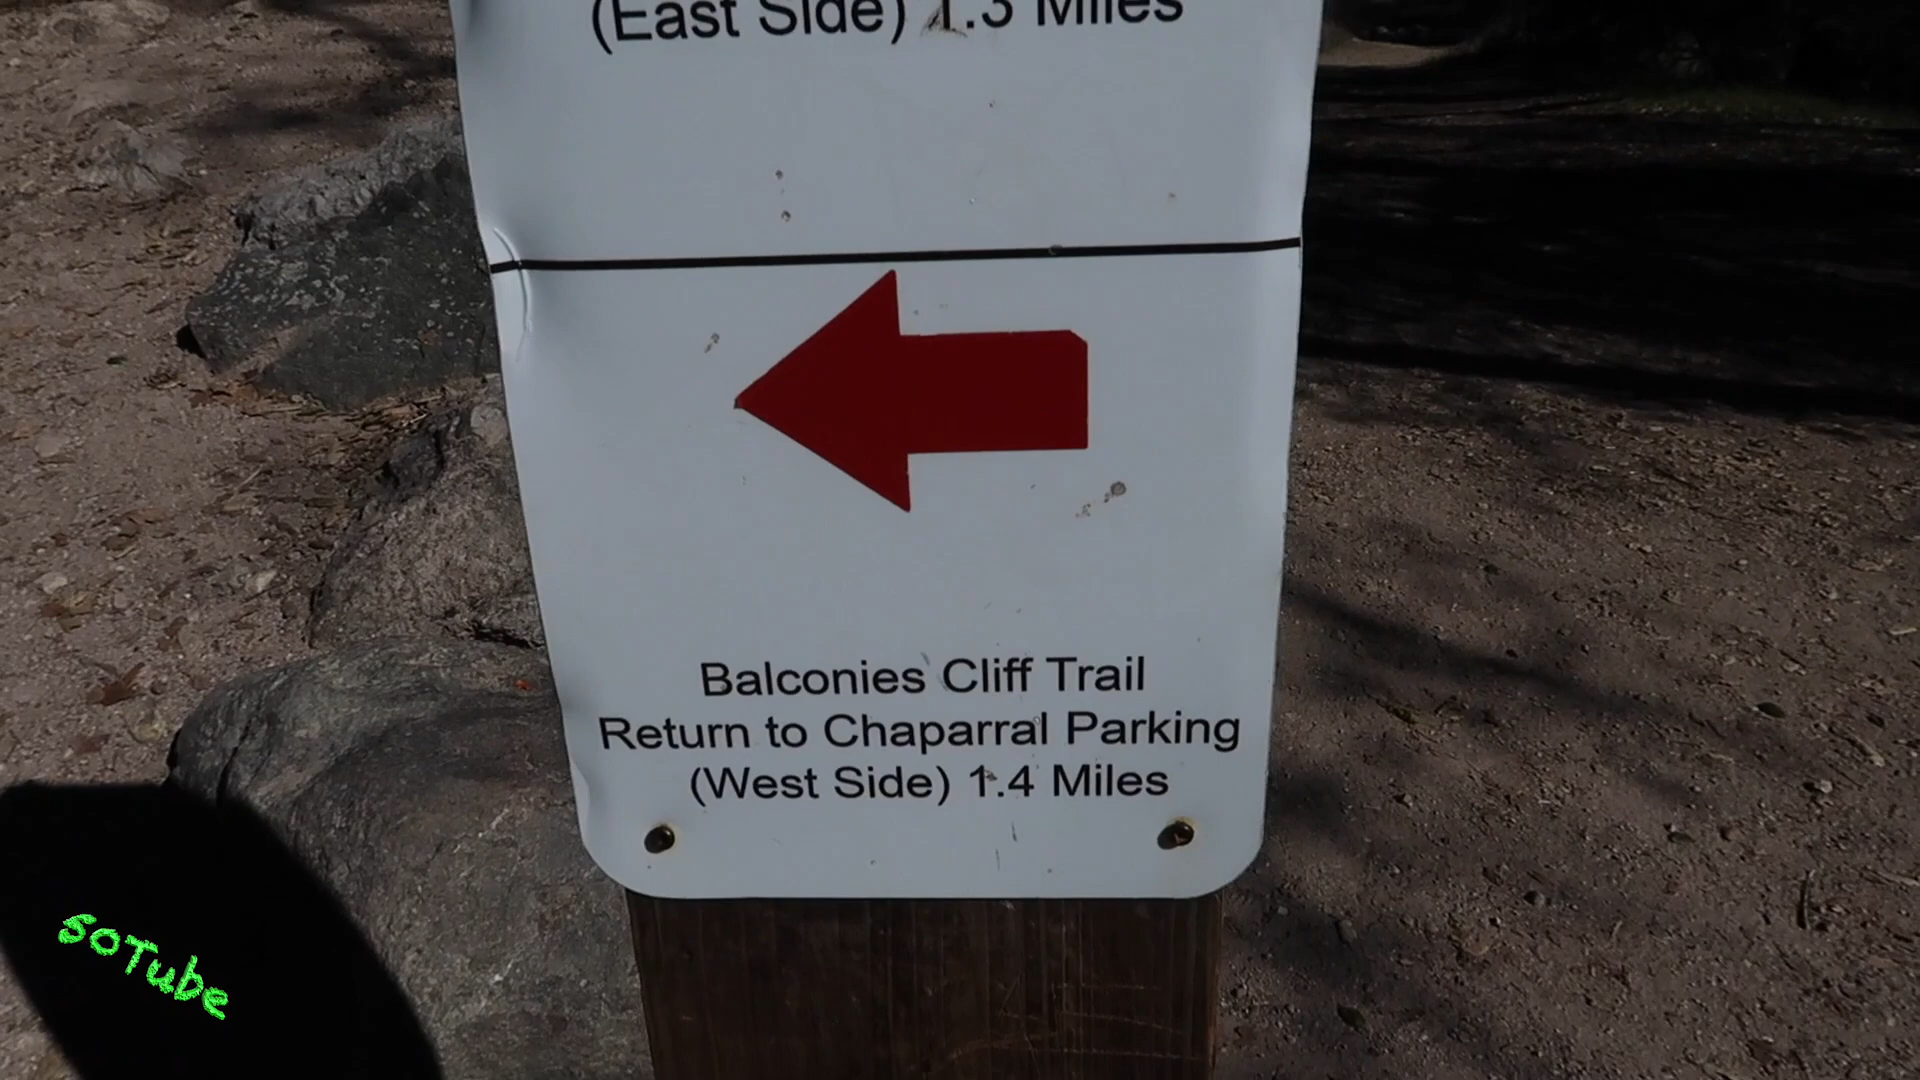 (East Side) 1.3 Miles
Balconies Cliff Trail
Return to Chaparral Parking
(West Side) 1.4 Miles
soTube